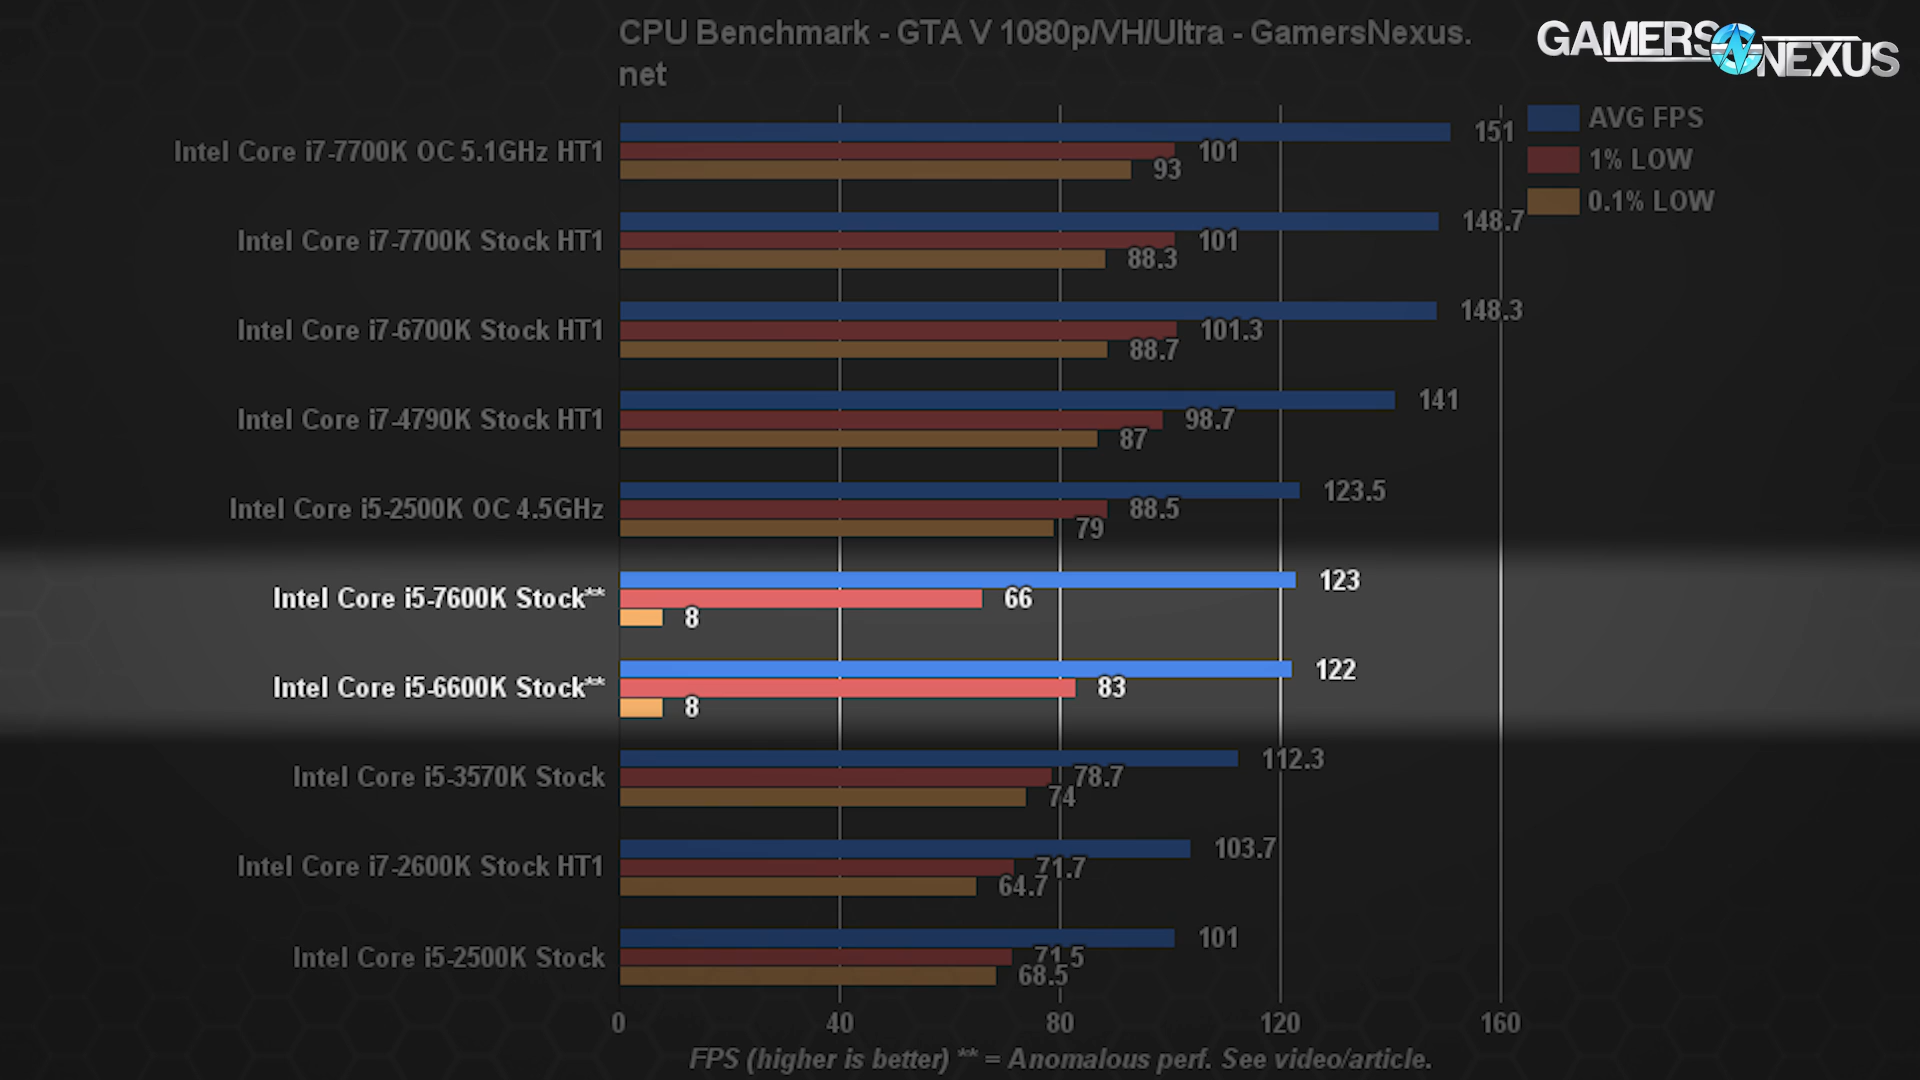 CPU Benchmark - GTA V 1080p/VH/Ultra - GamersNexus.
net
GAMERS NEXUS
AVG FPS
1% LOW
0.1% LOW
Intel Core i7-7700K OC 5.1GHz HT1
151
101
93
Intel Core i7-7700K Stock HT1
148.7
101
88.3
Intel Core i7-6700K Stock HT1
148.3
101.3
88.7
Intel Core i7-4790K Stock HT1
141
98.7
87
Intel Core i5-2500K OC 4.5GHz
123.5
88.5
79
Intel Core i5-7600K Stock**
123
66
8
Intel Core i5-6600K Stock**
122
83
8
Intel Core i5-3570K Stock
112.3
78.7
74
Intel Core i7-2600K Stock HT1
103.7
71.7
64.7
Intel Core i5-2500K Stock
101
71.5
68.5
0 40 80 120 160
FPS (higher is better) ** = Anomalous perf. See video/article.